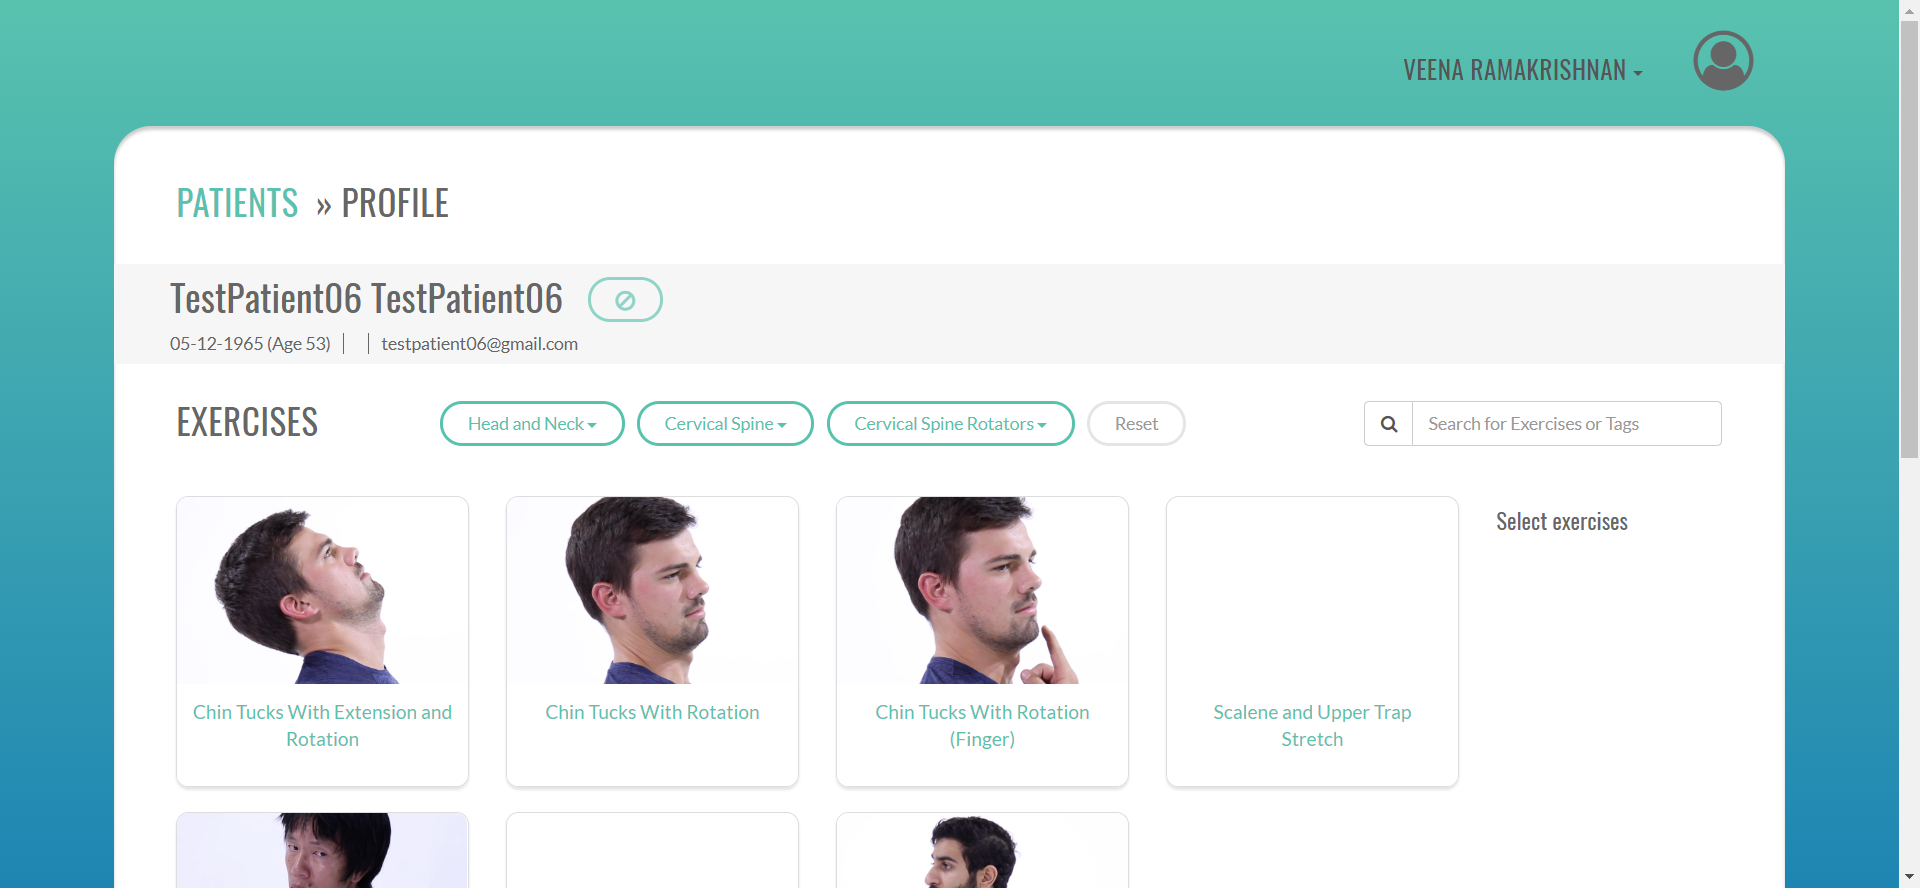 VEENA RAMAKRISHNAN
PATIENTS » PROFILE
TestPatient06 TestPatient06
05-12-1965 (Age 53) | | testpatient06@gmail.com
EXERCISES
Head and Neck
Cervical Spine
Cervical Spine Rotators
Reset
Search for Exercises or Tags
Select exercises
Chin Tucks With Extension and
Rotation
Chin Tucks With Rotation
Chin Tucks With Rotation
(Finger)
Scalene and Upper Trap
Stretch